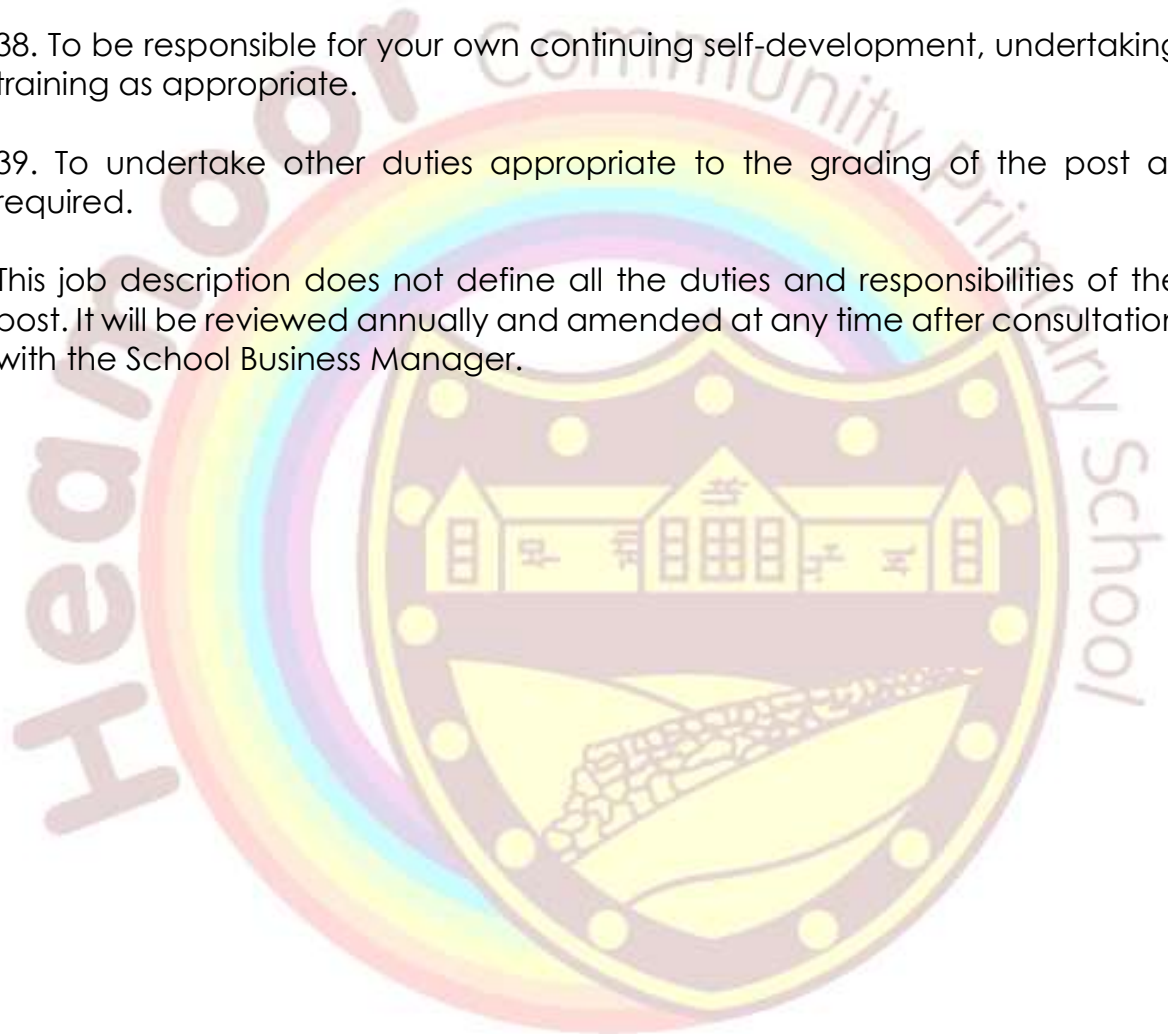 38. To be responsible for your own continuing self-development, undertaking
training as appropriate.
39. To undertake other duties appropriate to the grading of the post a
required.
This job description does not define all the duties and responsibilities of the
post. It will be reviewed annually and amended at any time after consultation
with the School Business Manager.
Heamoor Community Primary School